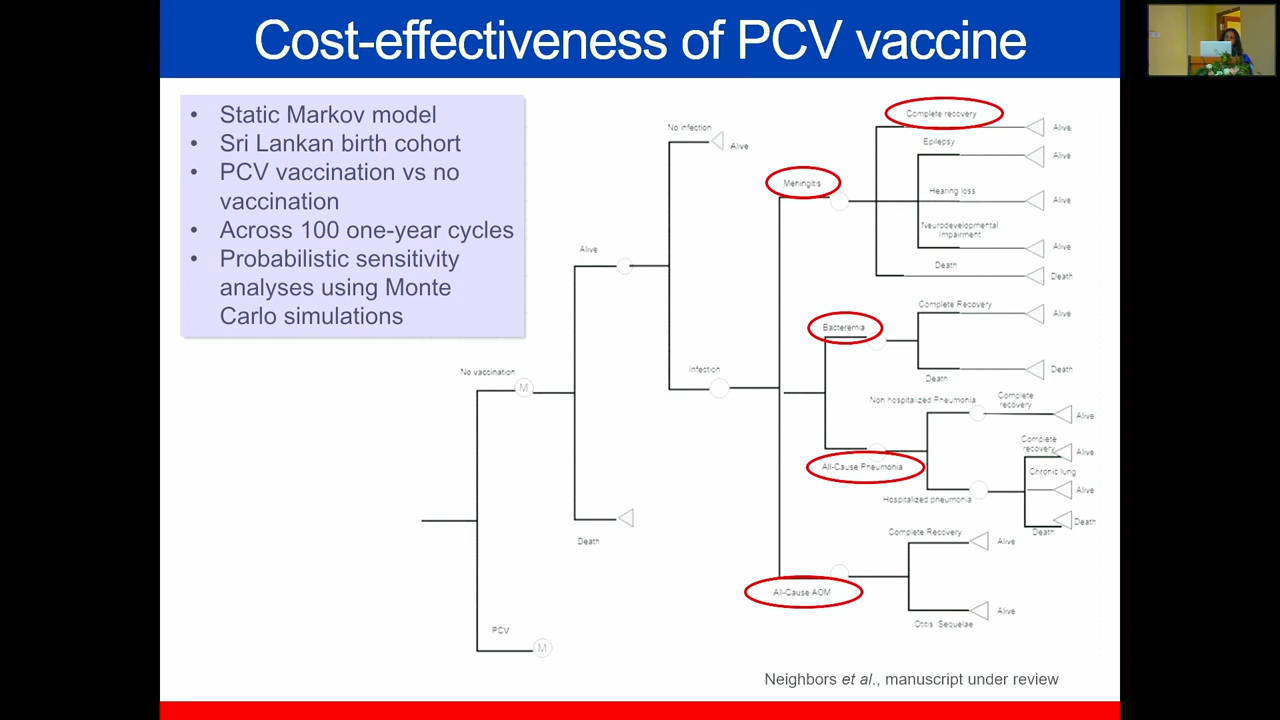 Cost-effectiveness of PCV vaccine
• Static Markov model
• Sri Lankan birth cohort
• PCV vaccination vs no
vaccination
• Across 100 one-year cycles
• Probabilistic sensitivity
analyses using Monte
Carlo simulations
No vaccination
M
PCV
M
Alive
Death
No infection
Alive
Infection
Meningitis
Complete recovery
Alive
Epilepsy
Alive
Hearing loss
Alive
Neurodevelopmental
Impairment
Alive
Death
Death
Bacteremia
Complete Recovery
Alive
Death
Death
All-Cause Pneumonia
Non hospitalized Pneumonia
Complete
recovery
Alive
Hospitalized pneumonia
Complete
recovery
Alive
Chronic lung
Alive
Death
Death
All-Cause AOM
Complete Recovery
Alive
Otitis Sequelae
Alive
Neighbors et al., manuscript under review